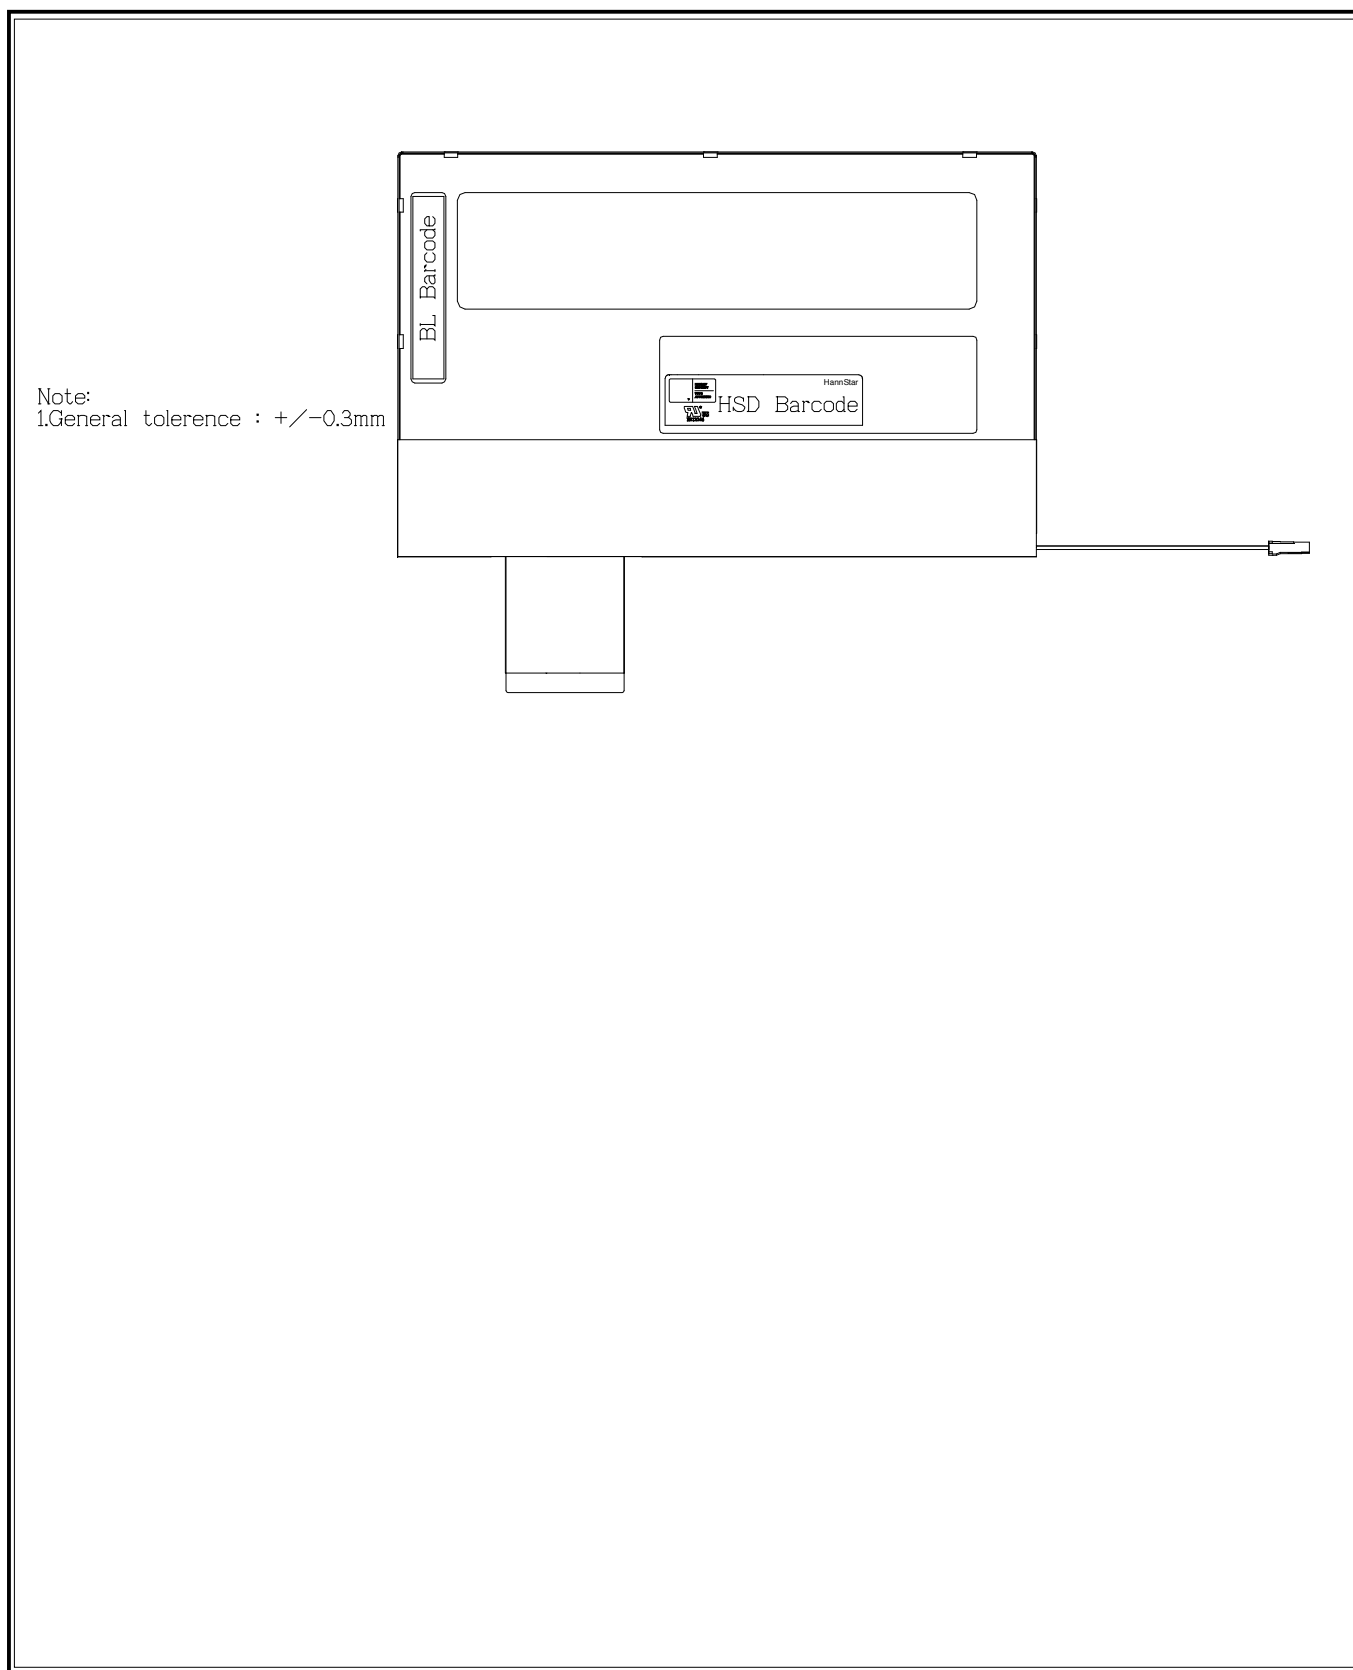 BL Barcode
HannStar
HSD Barcode
Note:
1.General tolerence : +/-0.3mm